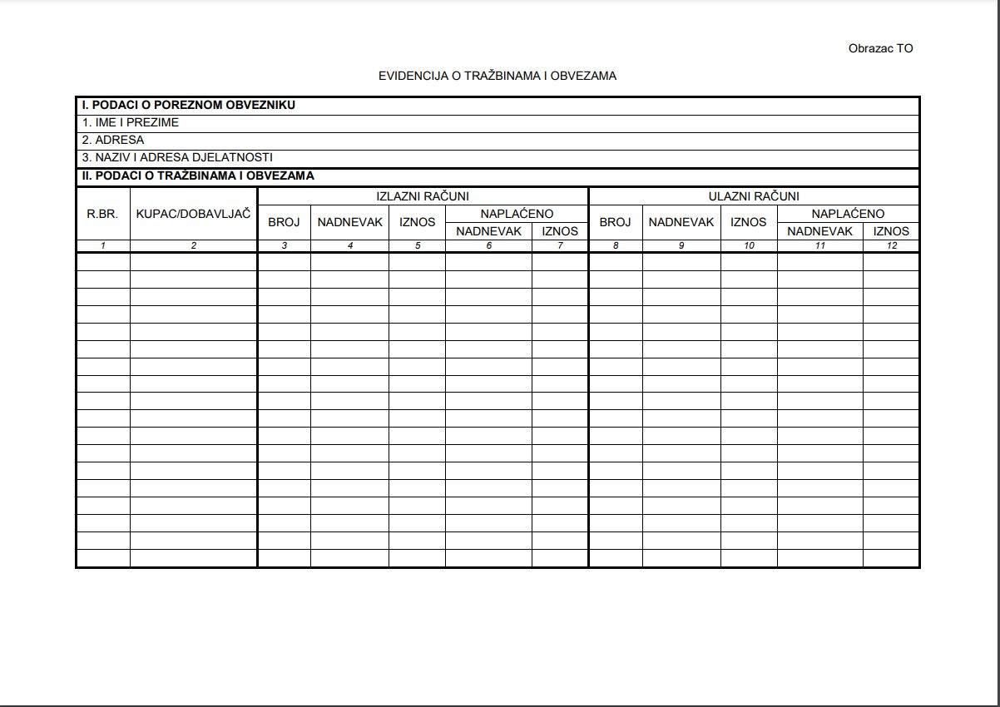 Obrazac TO
EVIDENCIJA O TRAŽBINAMA I OBVEZAMA
I. PODACI O POREZNOM OBVEZNIKU
1. IME I PREZIME
2. ADRESA
3. NAZIV I ADRESA DJELATNOSTI
II. PODACI O TRAŽBINAMA I OBVEZAMA
R.BR. KUPAC/DOBAVLJAČ IZLAZNI RAČUNI ULAZNI RAČUNI
BROJ NADNEVAK IZNOS NAPLAĆENO BROJ NADNEVAK IZNOS NAPLAĆENO
NADNEVAK IZNOS NADNEVAK IZNOS
1 2 3 4 5 6 7 8 9 10 11 12